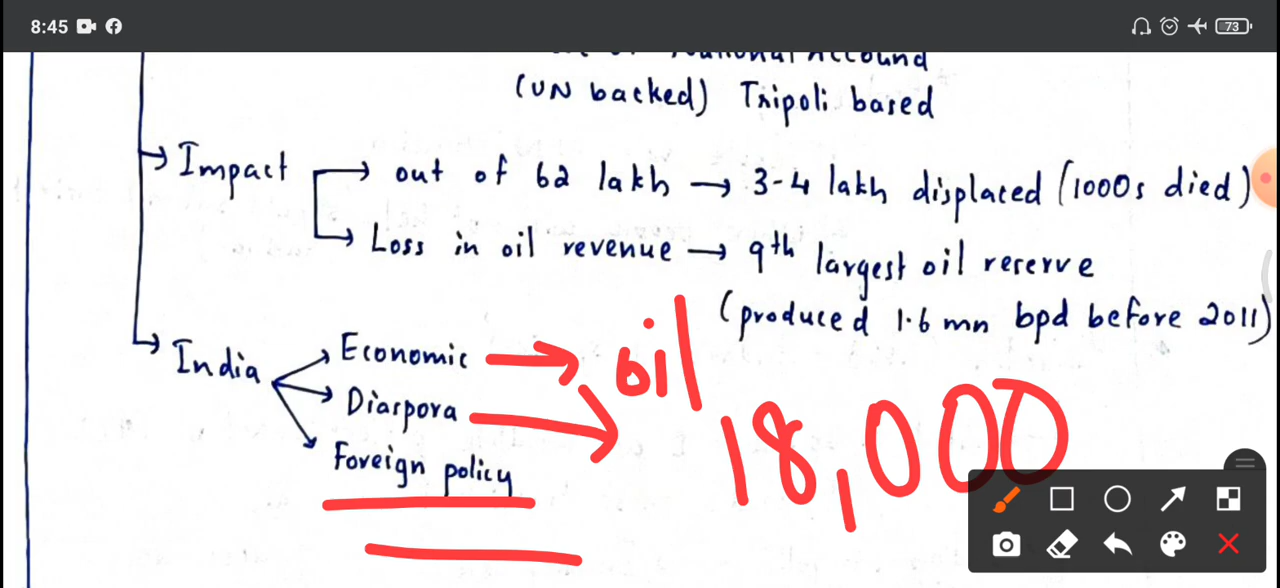 8:45 73
National Accound
(UN backed) Tripoli based
Impact → out of 62 lakh → 3-4 lakh displaced (1000s died)
→ Loss in oil revenue → 9th largest oil reserve
(produced 1.6 mn bpd before 2011)
India → Economic → oil
→ Diaspora → 18,000
→ Foreign policy